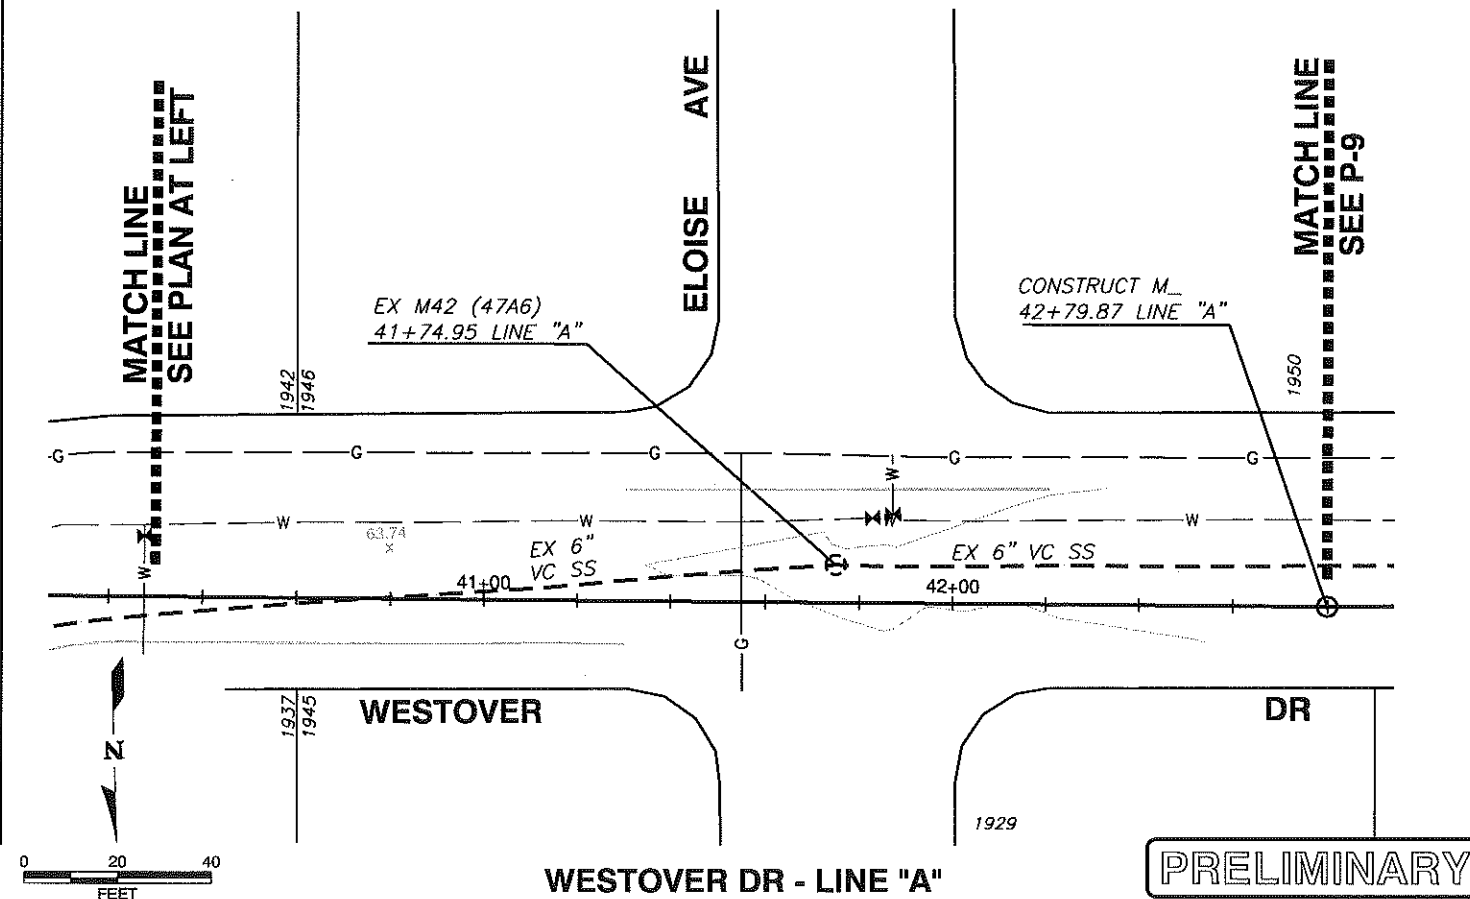 MATCH LINE
SEE PLAN AT LEFT
ELOISE AVE
MATCH LINE
SEE P-9
EX M42 (47A6)
41+74.95 LINE "A"
CONSTRUCT M_
42+79.87 LINE "A"
1942
1946
1950
G
G
G
G
G
W
W
W
W
W
63.74
EX 6"
VC SS
EX 6" VC SS
41+00
42+00
G
1937
1945
WESTOVER DR
N
1929
0 20 40
FEET
WESTOVER DR - LINE "A"
PRELIMINARY